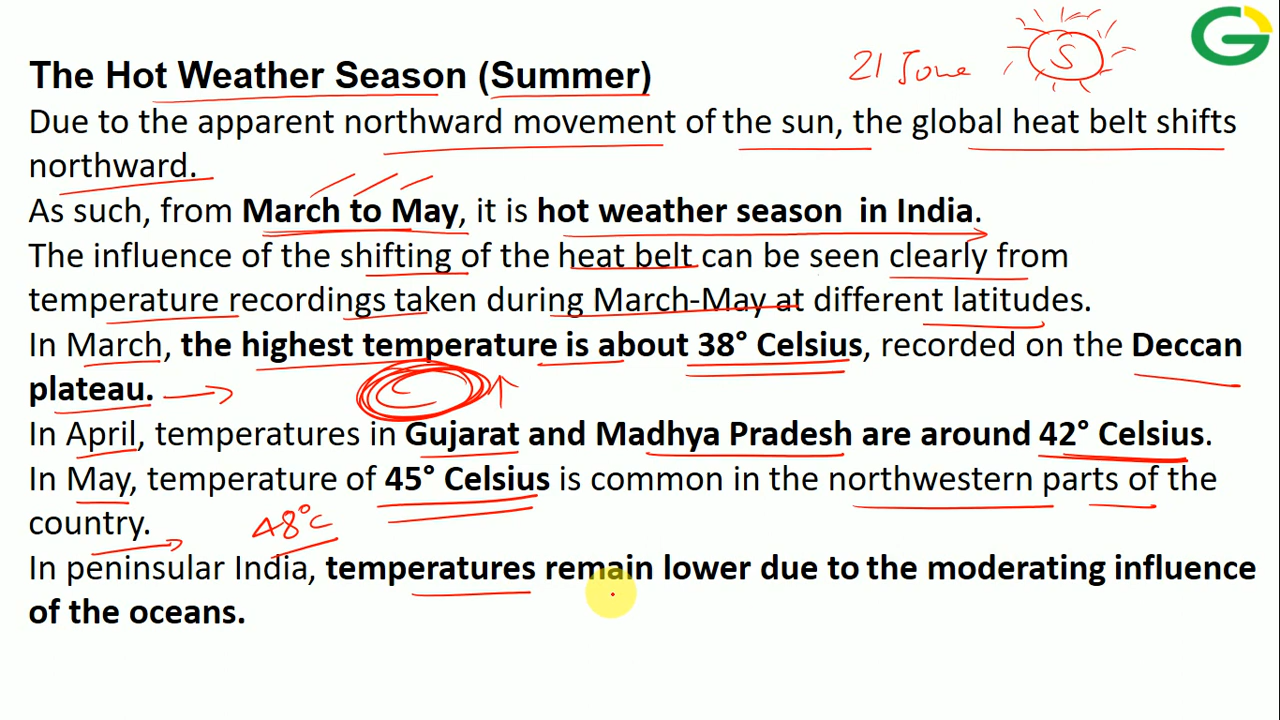 21 June
S
G
The Hot Weather Season (Summer)
Due to the apparent northward movement of the sun, the global heat belt shifts
northward.
As such, from March to May, it is hot weather season in India.
The influence of the shifting of the heat belt can be seen clearly from
temperature recordings taken during March-May at different latitudes.
In March, the highest temperature is about 38° Celsius, recorded on the Deccan
plateau.
In April, temperatures in Gujarat and Madhya Pradesh are around 42° Celsius.
In May, temperature of 45° Celsius is common in the northwestern parts of the
country.
48°C
In peninsular India, temperatures remain lower due to the moderating influence
of the oceans.